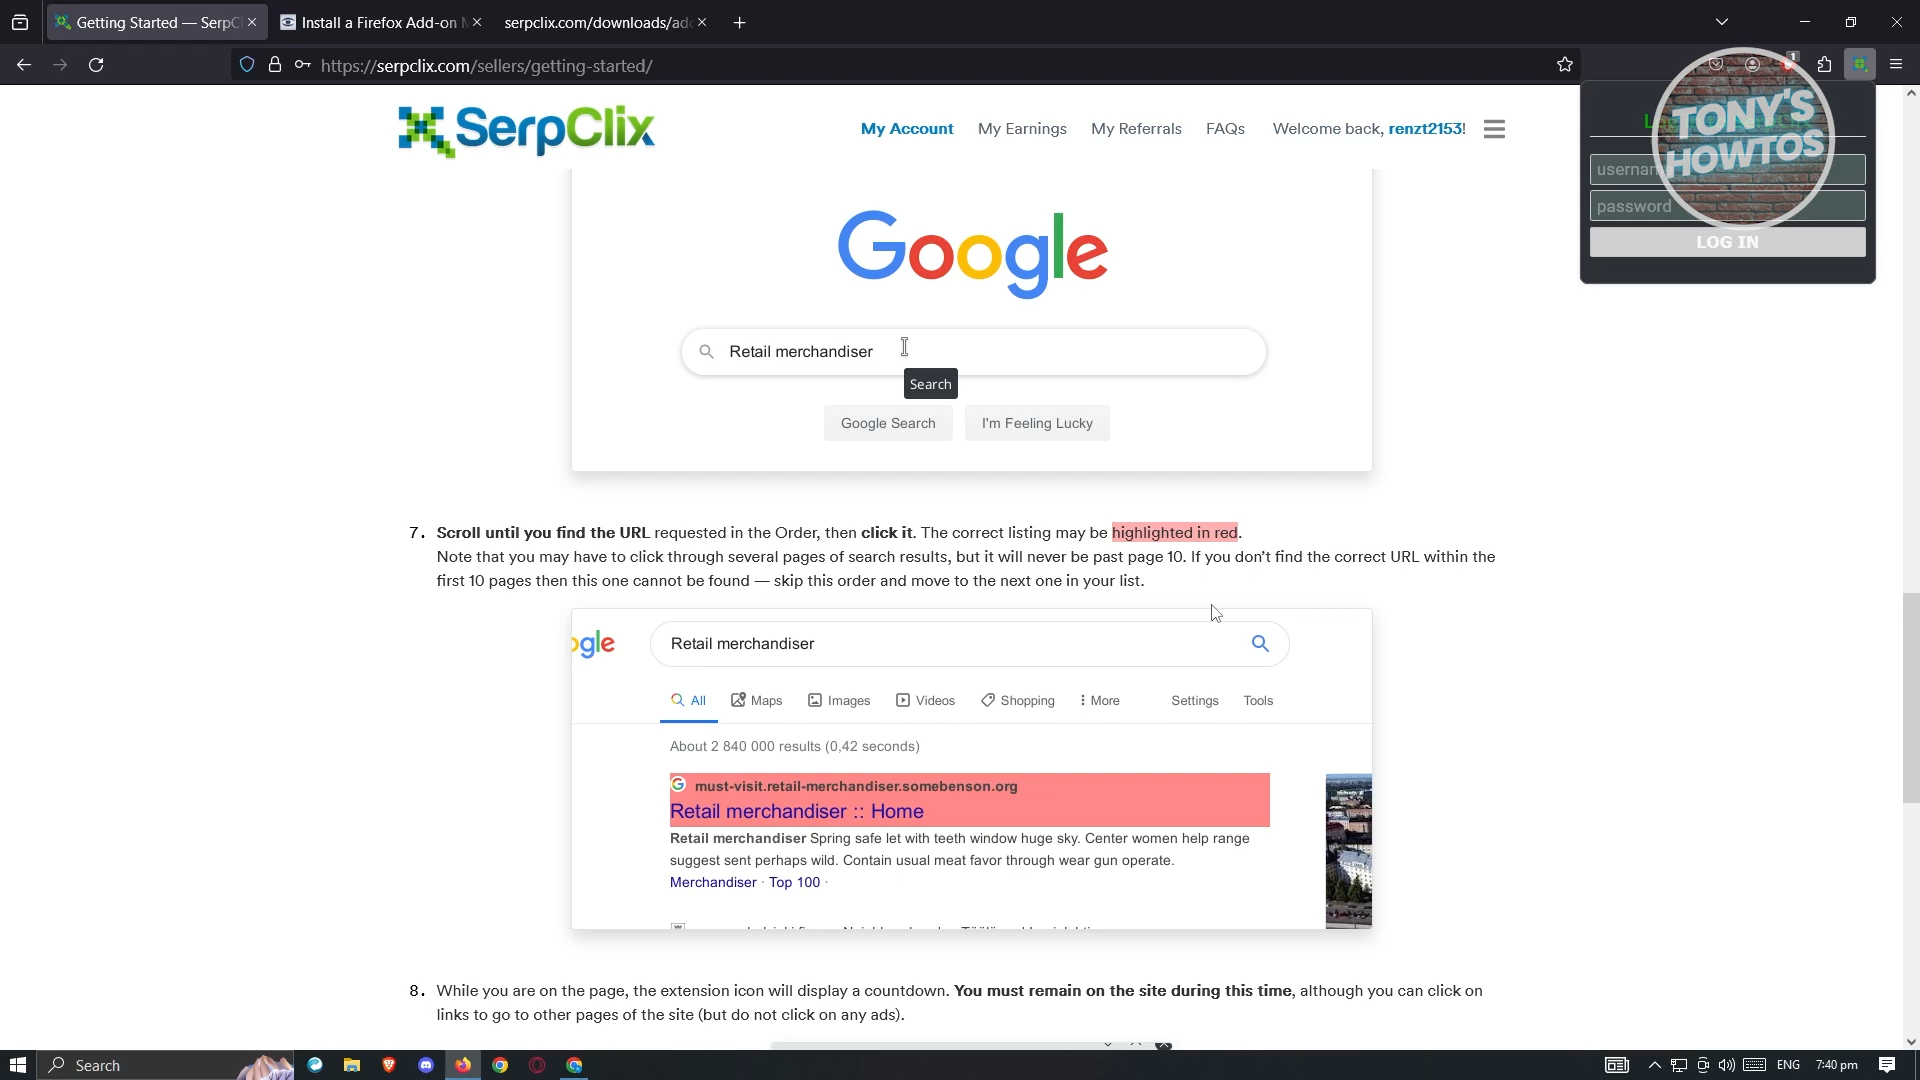 Getting Started — SerpC
Install a Firefox Add-on
serpclix.com/downloads/ad
https://serpclix.com/sellers/getting-started/
1
SerpClix
My Account
My Earnings
My Referrals
FAQs
Welcome back, renzt2153!
TONY'S
HOWTOS
usernam
password
LOG IN
Google
Retail merchandiser
Search
Google Search
I'm Feeling Lucky
7. Scroll until you find the URL requested in the Order, then click it. The correct listing may be highlighted in red.
Note that you may have to click through several pages of search results, but it will never be past page 10. If you don't find the correct URL within the
first 10 pages then this one cannot be found — skip this order and move to the next one in your list.
ogle
Retail merchandiser
All
Maps
Images
Videos
Shopping
More
Settings
Tools
About 2 840 000 results (0,42 seconds)
must-visit.retail-merchandiser.somebenson.org
Retail merchandiser :: Home
Retail merchandiser Spring safe let with teeth window huge sky. Center women help range
suggest sent perhaps wild. Contain usual meat favor through wear gun operate.
Merchandiser · Top 100 ·
8. While you are on the page, the extension icon will display a countdown. You must remain on the site during this time, although you can click on
links to go to other pages of the site (but do not click on any ads).
Search
ENG
7:40 pm